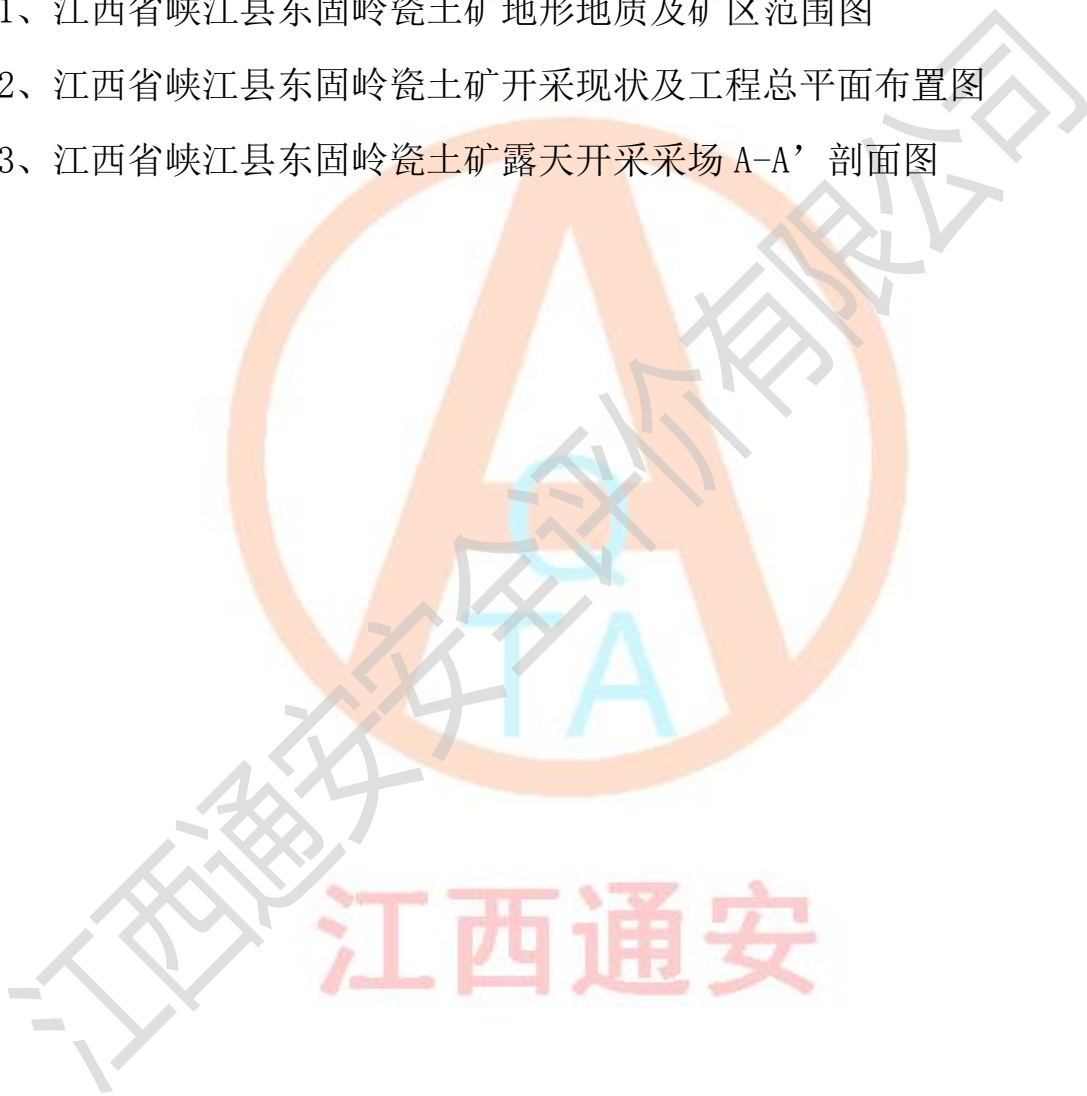 1、江西省峡江县东固岭瓷土矿地形地质及矿区范围图
2、江西省峡江县东固岭瓷土矿开采现状及工程总平面布置图
3、江西省峡江县东固岭瓷土矿露天开采采场 A-A’剖面图
Q
TA
江西通安
江西通安安全评价有限公司